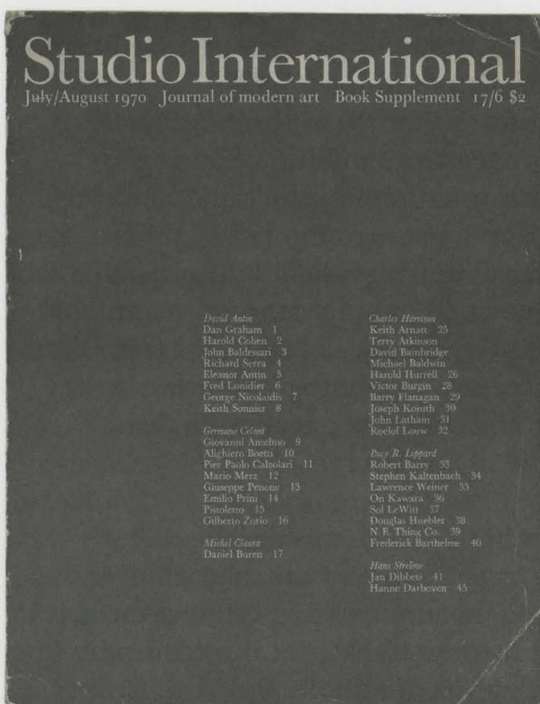 Studio International
July/August 1970 Journal of modern art Book Supplement 17/6 $2
David Antin
Dan Graham 1
Harold Cohen 2
John Baldessari 3
Richard Serra 4
Eleanor Antin 5
Fred Lonidier 6
George Nicolaidis 7
Keith Sonnier 8
Germano Celant
Giovanni Anselmo 9
Alighiero Boetti 10
Pier Paolo Calzolari 11
Mario Merz 12
Giuseppe Penone 13
Emilio Prini 14
Pistoletto 15
Gilberto Zorio 16
Michel Claura
Daniel Buren 17
Charles Harrison
Keith Arnatt 25
Terry Atkinson
David Bainbridge
Michael Baldwin
Harold Hurrell 26
Victor Burgin 28
Barry Flanagan 29
Joseph Kosuth 30
John Latham 31
Roelof Louw 32
Lucy R. Lippard
Robert Barry 33
Stephen Kaltenbach 34
Lawrence Weiner 35
On Kawara 36
Sol LeWitt 37
Douglas Huebler 38
N. E. Thing Co. 39
Frederick Barthelme 40
Hans Strelow
Jan Dibbets 41
Hanne Darboven 45